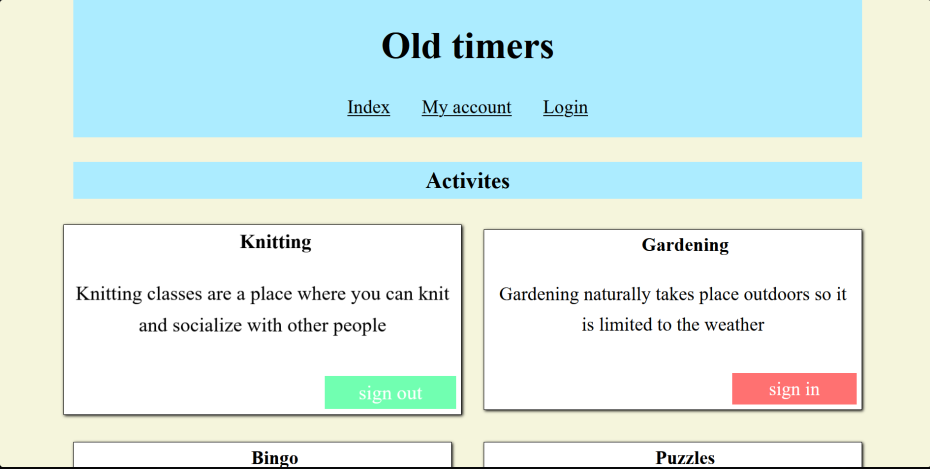 Old timers
Index My account Login
Activites
Knitting
Knitting classes are a place where you can knit
and socialize with other people
sign out
Gardening
Gardening naturally takes place outdoors so it
is limited to the weather
sign in
Bingo
Puzzles